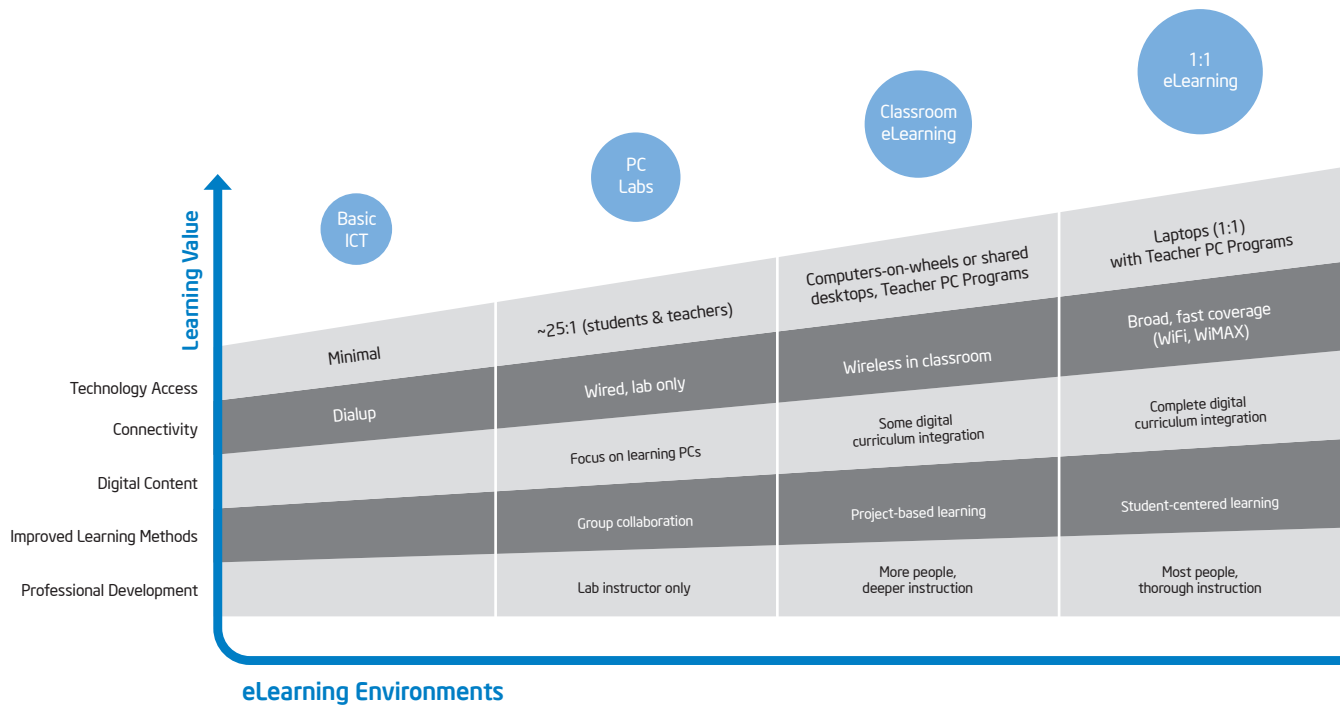 1:1
eLearning
Classroom
eLearning
PC
Labs
Basic
ICT
Learning Value
Technology Access
Minimal
~25:1 (students & teachers)
Computers-on-wheels or shared
desktops, Teacher PC Programs
Laptops (1:1)
with Teacher PC Programs
Connectivity
Dialup
Wired, lab only
Wireless in classroom
Broad, fast coverage
(WiFi, WiMAX)
Digital Content
Focus on learning PCs
Some digital
curriculum integration
Complete digital
curriculum integration
Improved Learning Methods
Group collaboration
Project-based learning
Student-centered learning
Professional Development
Lab instructor only
More people,
deeper instruction
Most people,
thorough instruction
eLearning Environments